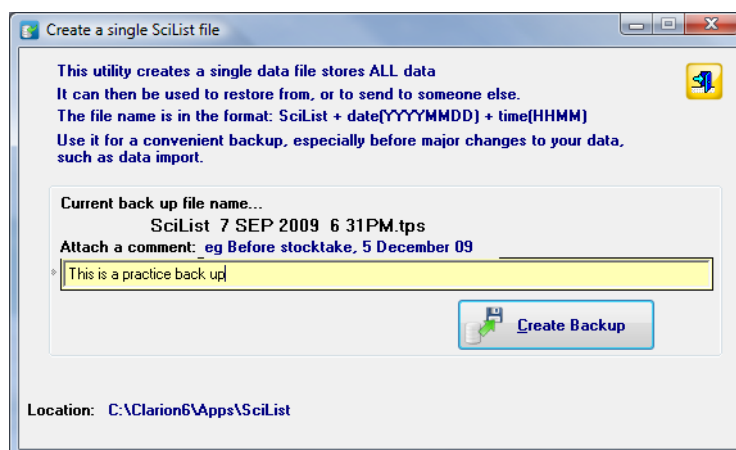 Create a single SciList file
This utility creates a single data file stores ALL data
It can then be used to restore from, or to send to someone else.
The file name is in the format: SciList + date(YYYYMMDD) + time(HHMM)
Use it for a convenient backup, especially before major changes to your data,
such as data import.
Current back up file name...
SciList 7 SEP 2009 6 31PM.tps
Attach a comment: eg Before stocktake, 5 December 09
This is a practice back up
Create Backup
Location: C:\Clarion6\Apps\SciList